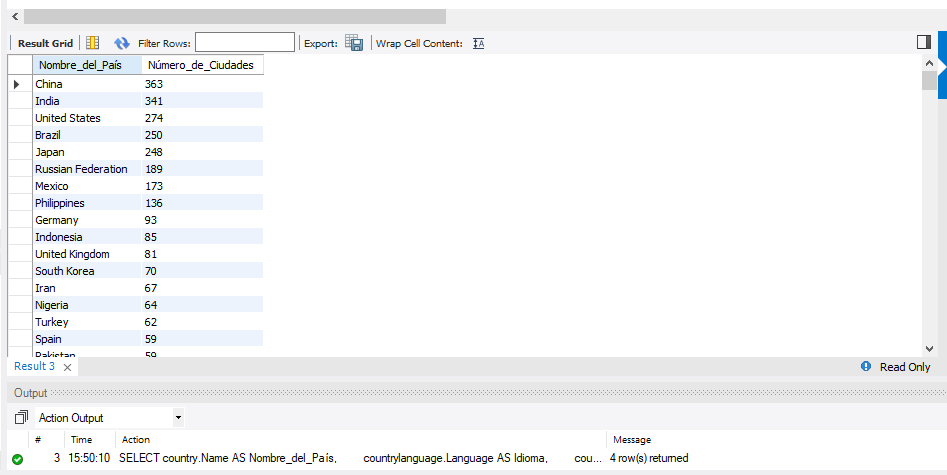 Result Grid Filter Rows: Export: Wrap Cell Content:
Nombre_del_País Número_de_Ciudades
China 363
India 341
United States 274
Brazil 250
Japan 248
Russian Federation 189
Mexico 173
Philippines 136
Germany 93
Indonesia 85
United Kingdom 81
South Korea 70
Iran 67
Nigeria 64
Turkey 62
Spain 59
Pakistan 59
Result 3 Read Only
Output
Action Output
# Time Action Message
3 15:50:10 SELECT country.Name AS Nombre_del_País, countrylanguage.Language AS Idioma, cou... 4 row(s) returned